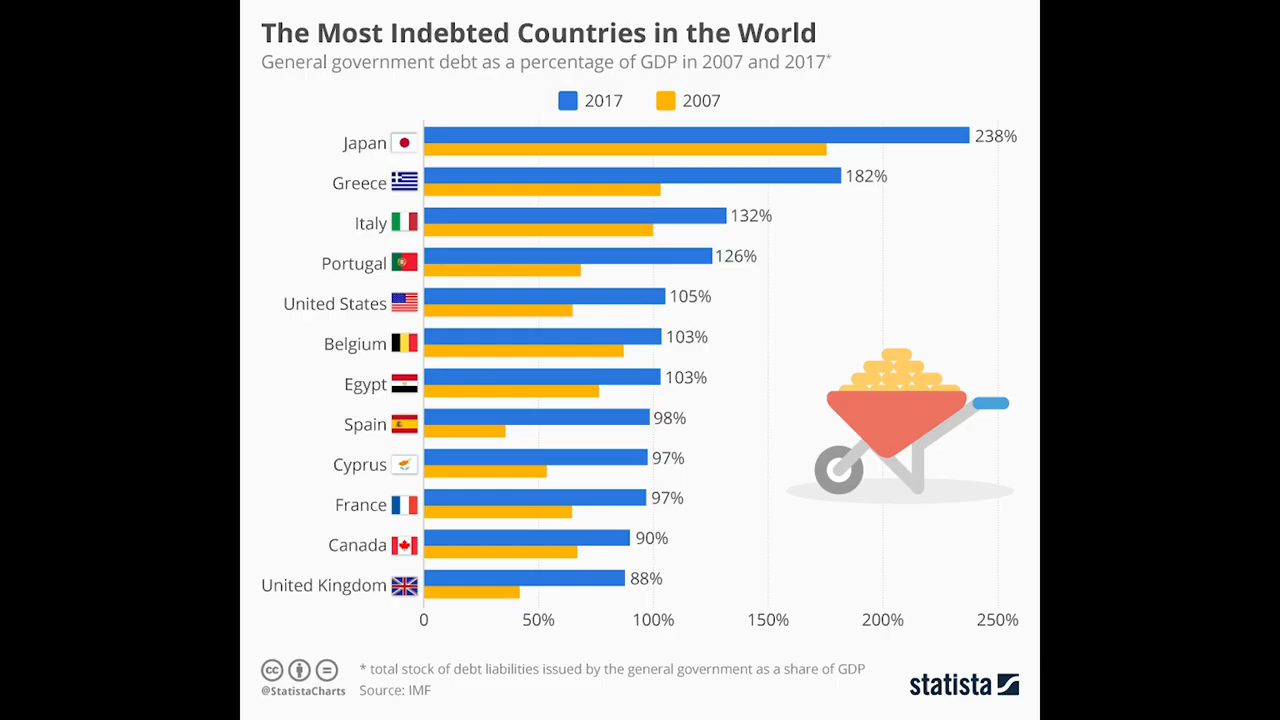 The Most Indebted Countries in the World
General government debt as a percentage of GDP in 2007 and 2017*
2017 2007
Japan 238%
Greece 182%
Italy 132%
Portugal 126%
United States 105%
Belgium 103%
Egypt 103%
Spain 98%
Cyprus 97%
France 97%
Canada 90%
United Kingdom 88%
0 50% 100% 150% 200% 250%
* total stock of debt liabilities issued by the general government as a share of GDP
@StatistaCharts Source: IMF
cc
statista